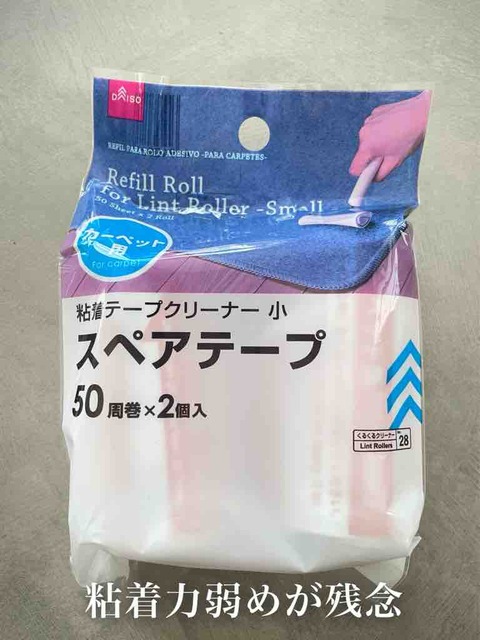 DAISO
REFIL PARA ROLO ADESIVO -PARA CARPETES-
Refill Roll
for Lint Roller -Small
50 Sheet x 2 Roll
カーペット
用
For Carpet
粘着テープクリーナー 小
スペアテープ
50周巻×2個入
くるくるクリーナー
Lint Rollers
No.
28
粘着力弱めが残念